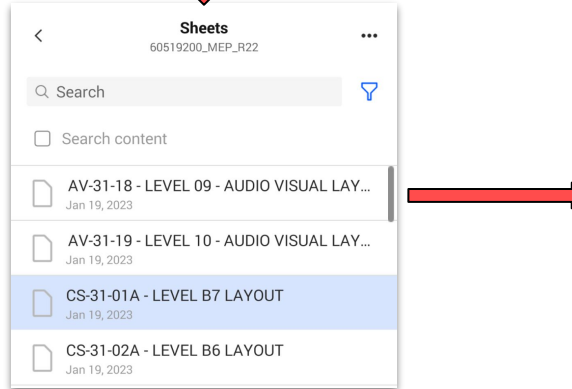 Sheets
60519200_MEP_R22
Search
Search content
AV-31-18 - LEVEL 09 - AUDIO VISUAL LAY...
Jan 19, 2023
AV-31-19 - LEVEL 10 - AUDIO VISUAL LAY...
Jan 19, 2023
CS-31-01A - LEVEL B7 LAYOUT
Jan 19, 2023
CS-31-02A - LEVEL B6 LAYOUT
Jan 19, 2023